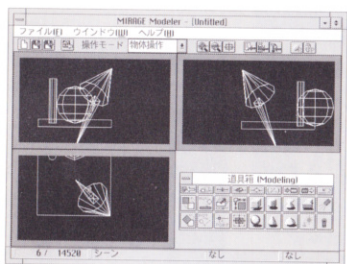 MIRAGE Modeler - [Untitled]
ファイル(F) ウインドウ(W) ヘルプ(H)
操作モード 物体操作
道具箱 (Modeling)
67 14520 シーン なし なし